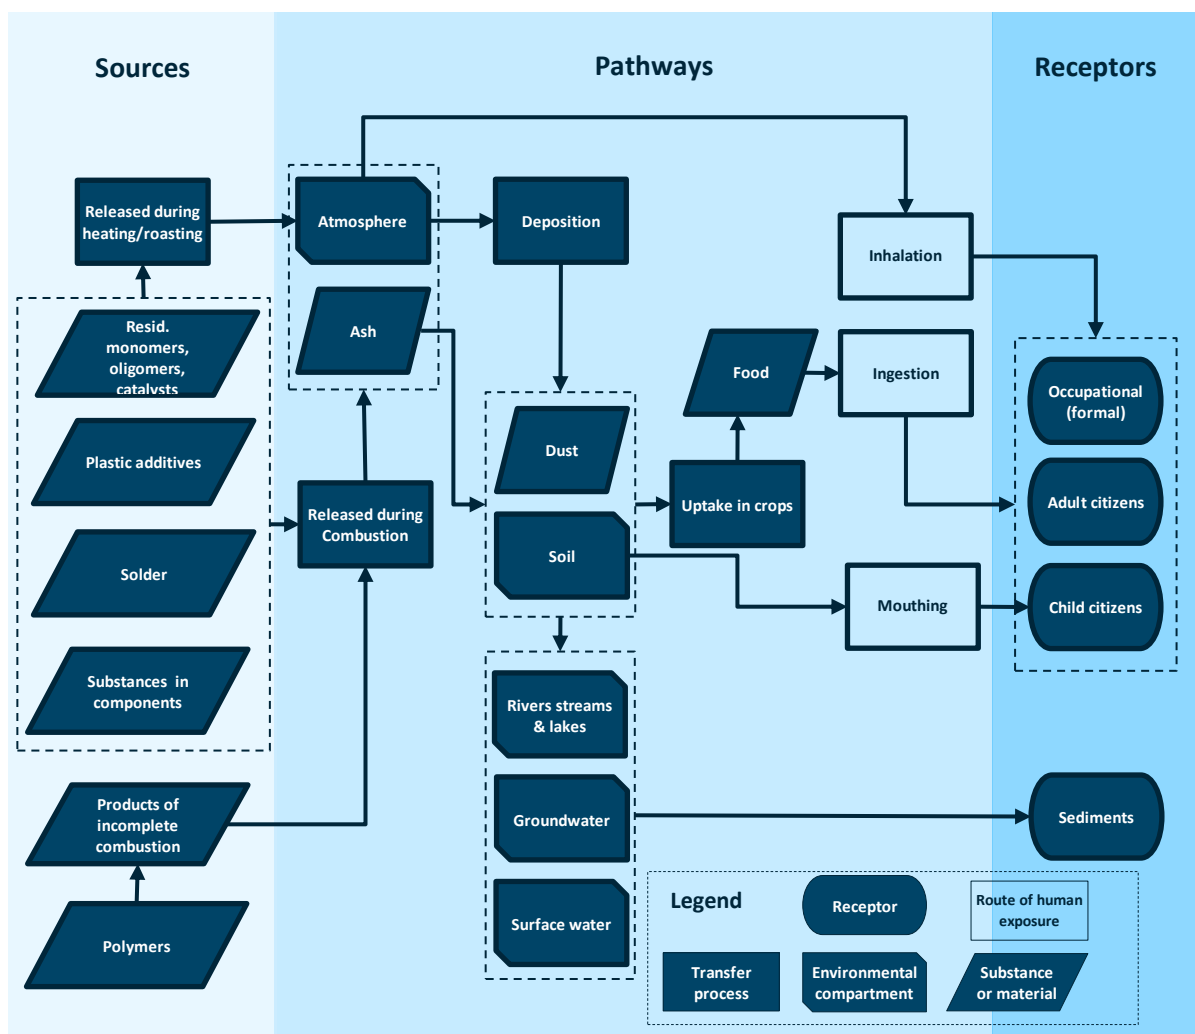 Sources
Pathways
Receptors
Released during
heating/roasting
Atmosphere
Deposition
Inhalation
Ash
Resid.
monomers,
oligomers,
catalysts
Food
Ingestion
Occupational
(formal)
Plastic additives
Dust
Released during
Combustion
Uptake in crops
Adult citizens
Solder
Soil
Mouthing
Child citizens
Substances  in
components
Rivers streams
& lakes
Products of
incomplete
combustion
Groundwater
Sediments
Polymers
Surface water
Legend
Receptor
Route of human
exposure
Transfer
process
Environmental
compartment
Substance
or material